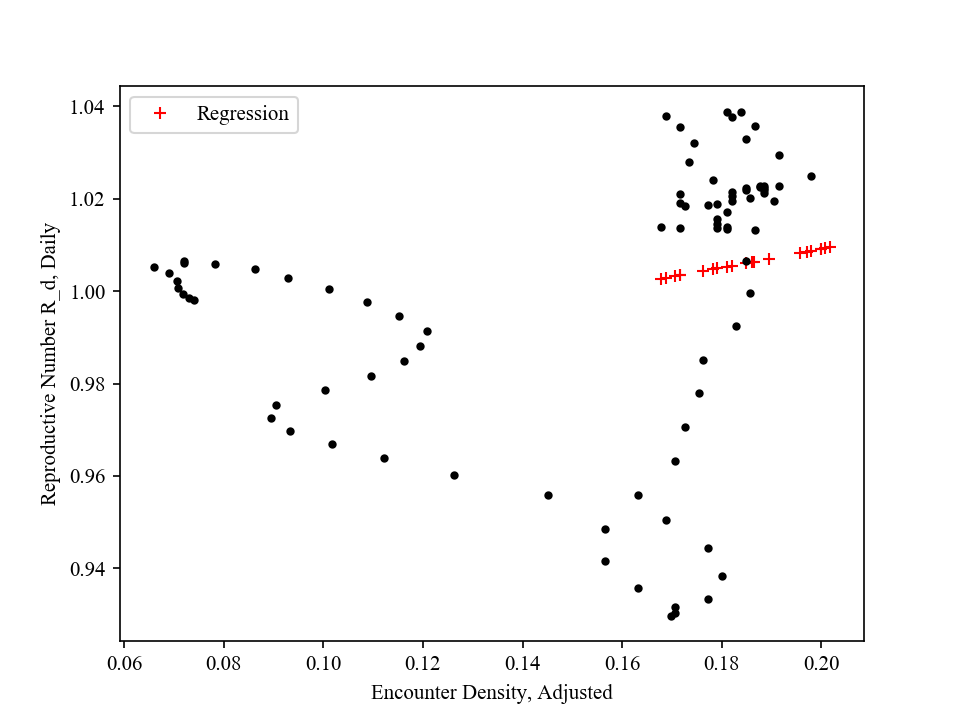 Regression
1.04
1.02
1.00
0.98
0.96
0.94
Reproductive Number R_d, Daily
0.06 0.08 0.10 0.12 0.14 0.16 0.18 0.20
Encounter Density, Adjusted